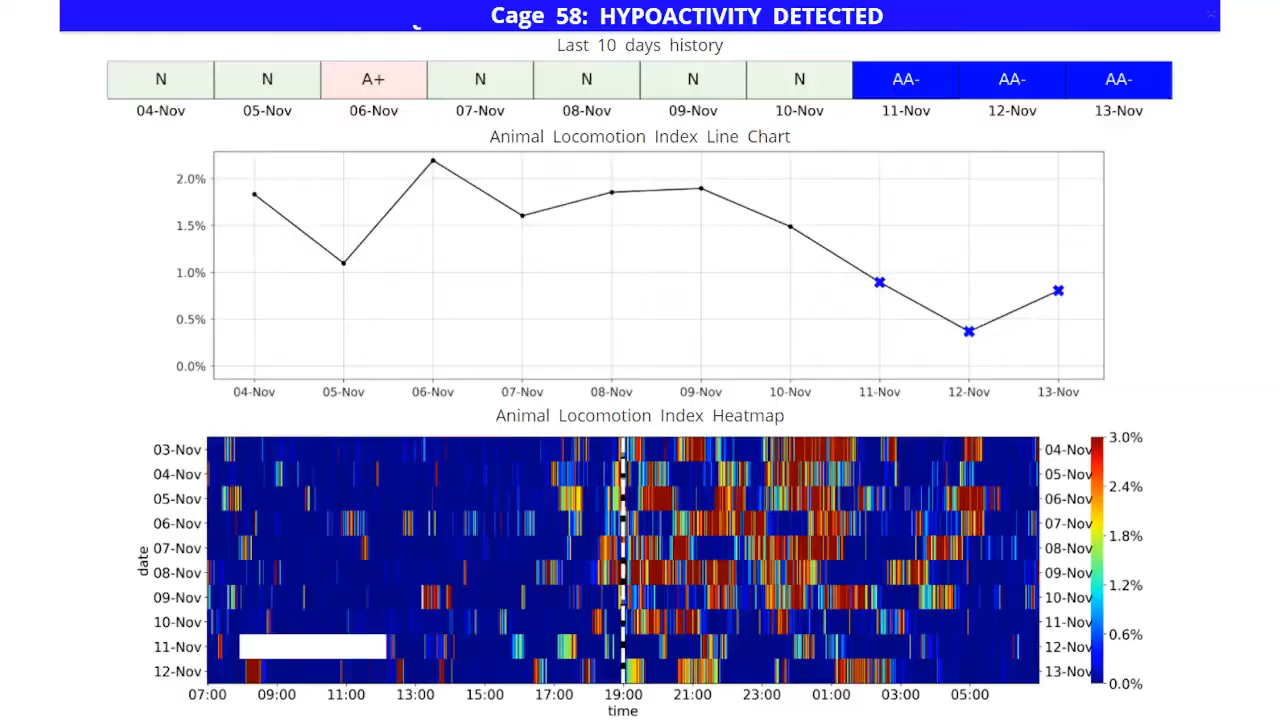 Cage 58: HYPOACTIVITY DETECTED
Last 10 days history
N N A+ N N N N AA- AA- AA-
04-Nov 05-Nov 06-Nov 07-Nov 08-Nov 09-Nov 10-Nov 11-Nov 12-Nov 13-Nov
Animal Locomotion Index Line Chart
2.0%
1.5%
1.0%
0.5%
0.0%
04-Nov 05-Nov 06-Nov 07-Nov 08-Nov 09-Nov 10-Nov 11-Nov 12-Nov 13-Nov
Animal Locomotion Index Heatmap
03-Nov 04-Nov 3.0%
04-Nov 05-Nov 2.4%
05-Nov 06-Nov
06-Nov 07-Nov 1.8%
07-Nov 08-Nov
date
08-Nov 09-Nov 1.2%
09-Nov 10-Nov
10-Nov 11-Nov 0.6%
11-Nov 12-Nov
12-Nov 13-Nov 0.0%
07:00 09:00 11:00 13:00 15:00 17:00 19:00 21:00 23:00 01:00 03:00 05:00
time